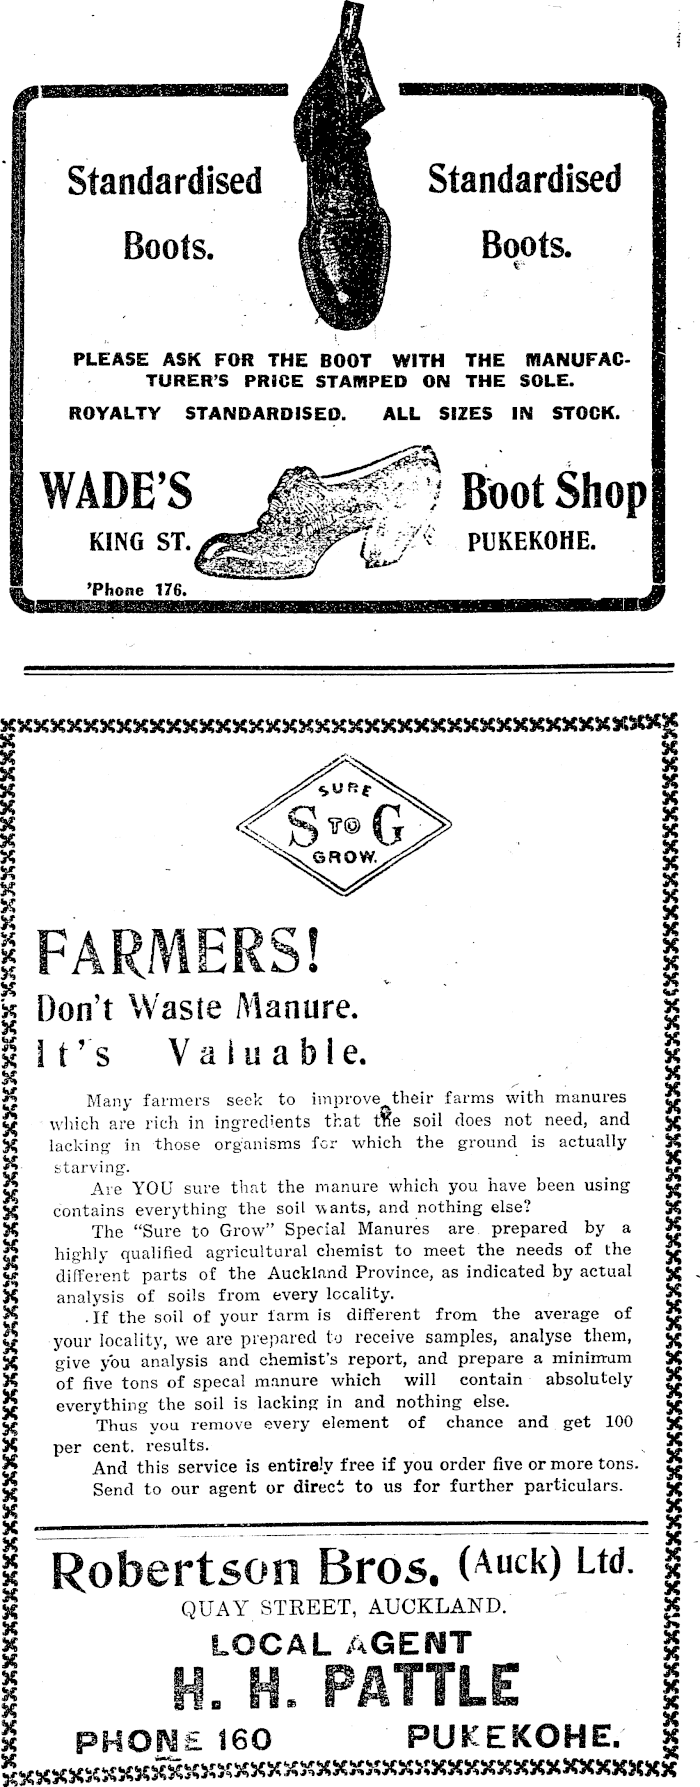 Standardised Standardised
Boots. Boots.
PLEASE ASK FOR THE BOOT WITH THE MANUFAC-
TURER'S PRICE STAMPED ON THE SOLE.
ROYALTY STANDARDISED. ALL SIZES IN STOCK.
WADE'S Boot Shop
KING ST. PUKEKOHE.
'Phone 176.
SURE
S TO G
GROW.
FARMERS!
Don't Waste Manure.
It's Valuable.
Many farmers seek to improve their farms with manures
which are rich in ingredients that the soil does not need, and
lacking in those organisms for which the ground is actually
starving.
Are YOU sure that the manure which you have been using
contains everything the soil wants, and nothing else?
The "Sure to Grow" Special Manures are prepared by a
highly qualified agricultural chemist to meet the needs of the
different parts of the Auckland Province, as indicated by actual
analysis of soils from every locality.
If the soil of your farm is different from the average of
your locality, we are prepared to receive samples, analyse them,
give you analysis and chemist's report, and prepare a minimum
of five tons of specal manure which will contain absolutely
everything the soil is lacking in and nothing else.
Thus you remove every element of chance and get 100
per cent. results.
And this service is entirely free if you order five or more tons.
Send to our agent or direct to us for further particulars.
Robertson Bros. (Auck) Ltd.
QUAY STREET, AUCKLAND.
LOCAL AGENT
H. H. PATTLE
PHONE 160 PUKEKOHE.